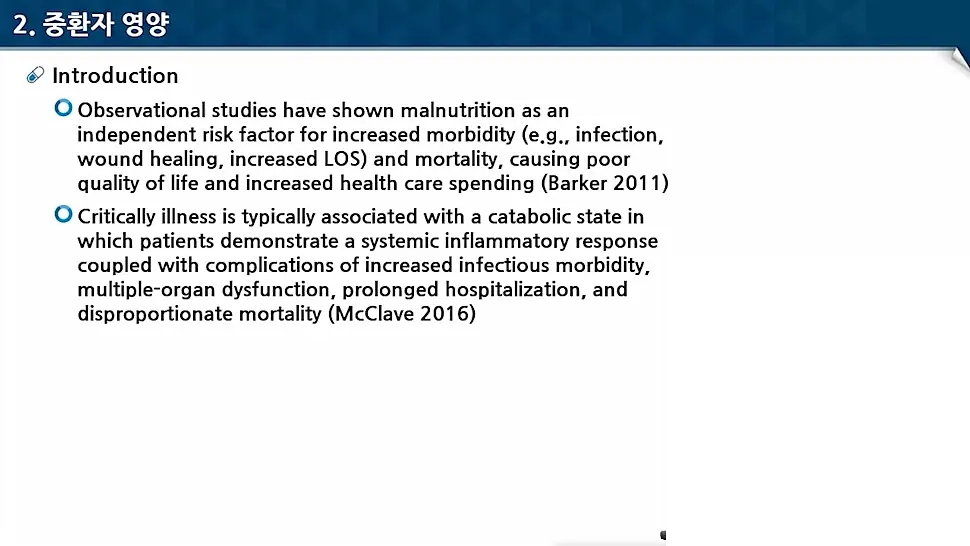 2. 중환자 영양
Introduction
Observational studies have shown malnutrition as an
independent risk factor for increased morbidity (e.g., infection,
wound healing, increased LOS) and mortality, causing poor
quality of life and increased health care spending (Barker 2011)
Critically illness is typically associated with a catabolic state in
which patients demonstrate a systemic inflammatory response
coupled with complications of increased infectious morbidity,
multiple-organ dysfunction, prolonged hospitalization, and
disproportionate mortality (McClave 2016)